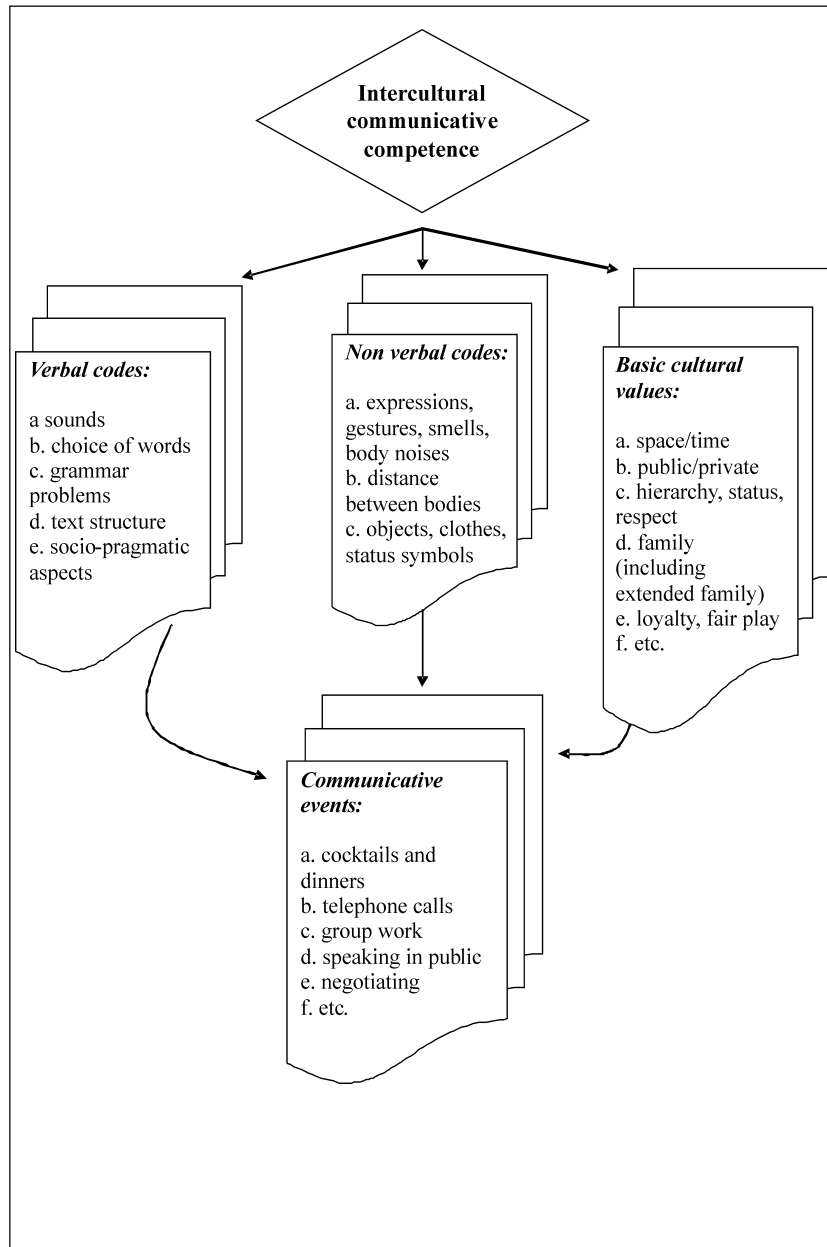 Intercultural
communicative
competence
Verbal codes:
a sounds
b. choice of words
c. grammar
problems
d. text structure
e. socio-pragmatic
aspects
Non verbal codes:
a. expressions,
gestures, smells,
body noises
b. distance
between bodies
c. objects, clothes,
status symbols
Basic cultural
values:
a. space/time
b. public/private
c. hierarchy, status,
respect
d. family
(including
extended family)
e. loyalty, fair play
f. etc.
Communicative
events:
a. cocktails and
dinners
b. telephone calls
c. group work
d. speaking in public
e. negotiating
f. etc.